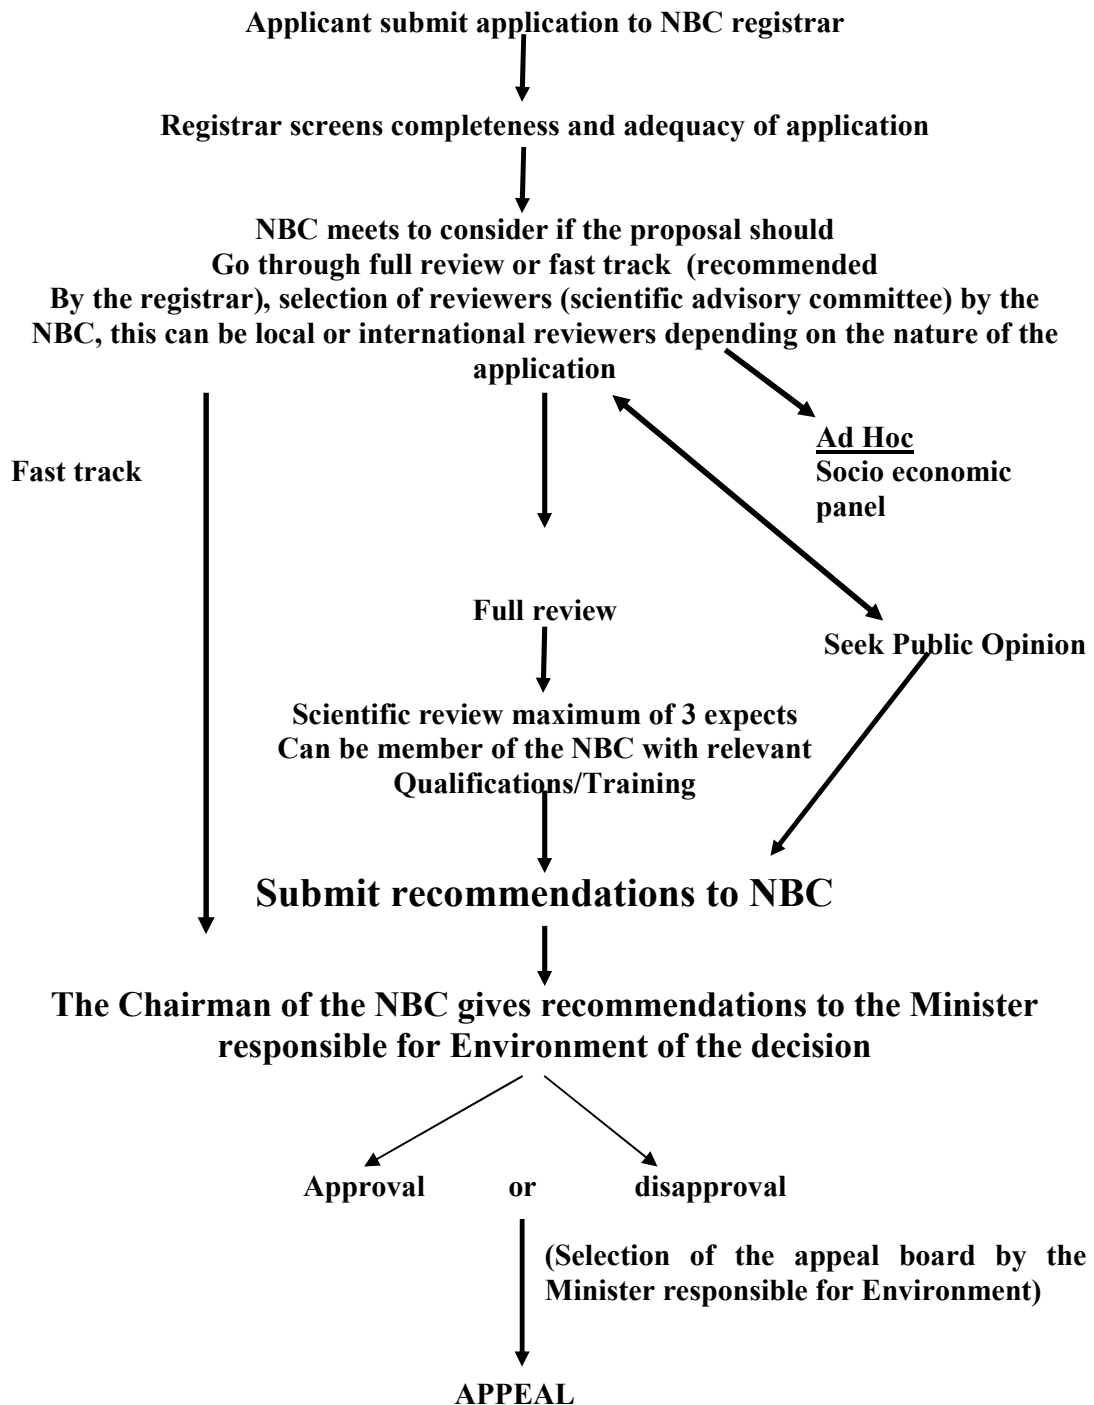 Applicant submit application to NBC registrar
Registrar screens completeness and adequacy of application
NBC meets to consider if the proposal should
Go through full review or fast track (recommended
By the registrar), selection of reviewers (scientific advisory committee) by the
NBC, this can be local or international reviewers depending on the nature of the
application
Ad Hoc
Socio economic
panel
Fast track
Full review
Seek Public Opinion
Scientific review maximum of 3 expects
Can be member of the NBC with relevant
Qualifications/Training
Submit recommendations to NBC
The Chairman of the NBC gives recommendations to the Minister
responsible for Environment of the decision
Approval or disapproval
(Selection of the appeal board by the
Minister responsible for Environment)
APPEAL